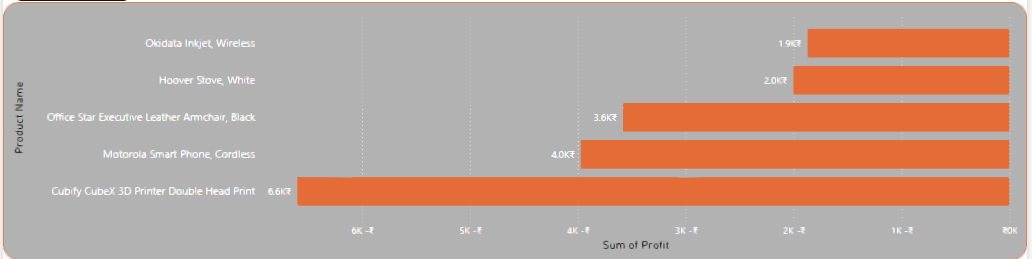 Product Name
Okidata Inkjet, Wireless 1.9K₹
Hoover Stove, White 2.0K₹
Office Star Executive Leather Armchair, Black 3.6K₹
Motorola Smart Phone, Cordless 4.0K₹
Cubify CubeX 3D Printer Double Head Print 6.6K₹
6K -₹ 5K -₹ 4K -₹ 3K -₹ 2K -₹ 1K -₹ ₹0K
Sum of Profit